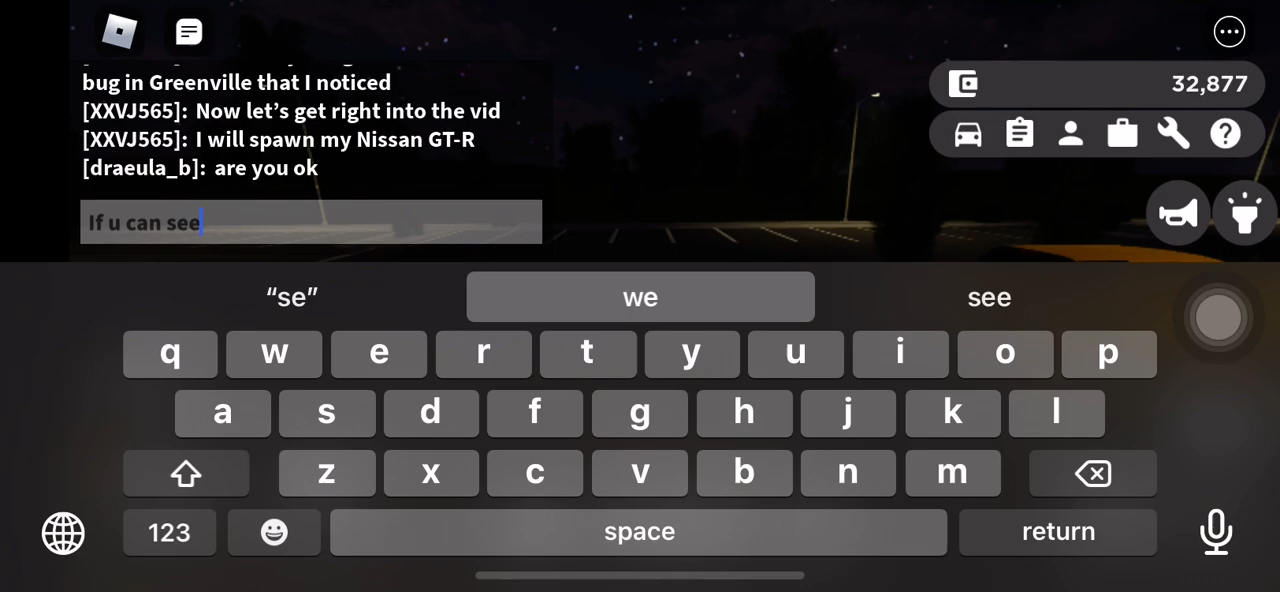 bug in Greenville that I noticed
32,877
[XXVJ565]: Now let’s get right into the vid
[XXVJ565]: I will spawn my Nissan GT-R
[draeula_b]: are you ok
If u can see
“se” we see
q w e r t y u i o p
a s d f g h j k l
z x c v b n m
123 space return